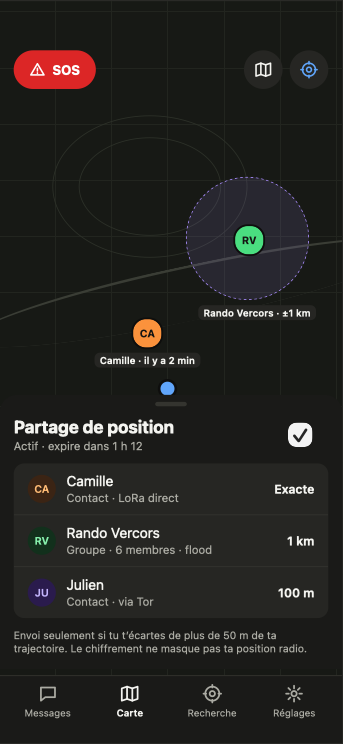 SOS
RV
Rando Vercors · ±1 km
CA
Camille · il y a 2 min
Partage de position
Actif · expire dans 1 h 12
CA
Camille
Contact · LoRa direct
Exacte
RV
Rando Vercors
Groupe · 6 membres · flood
1 km
JU
Julien
Contact · via Tor
100 m
Envoi seulement si tu t'écartes de plus de 50 m de ta
trajectoire. Le chiffrement ne masque pas ta position radio.
Messages
Carte
Recherche
Réglages